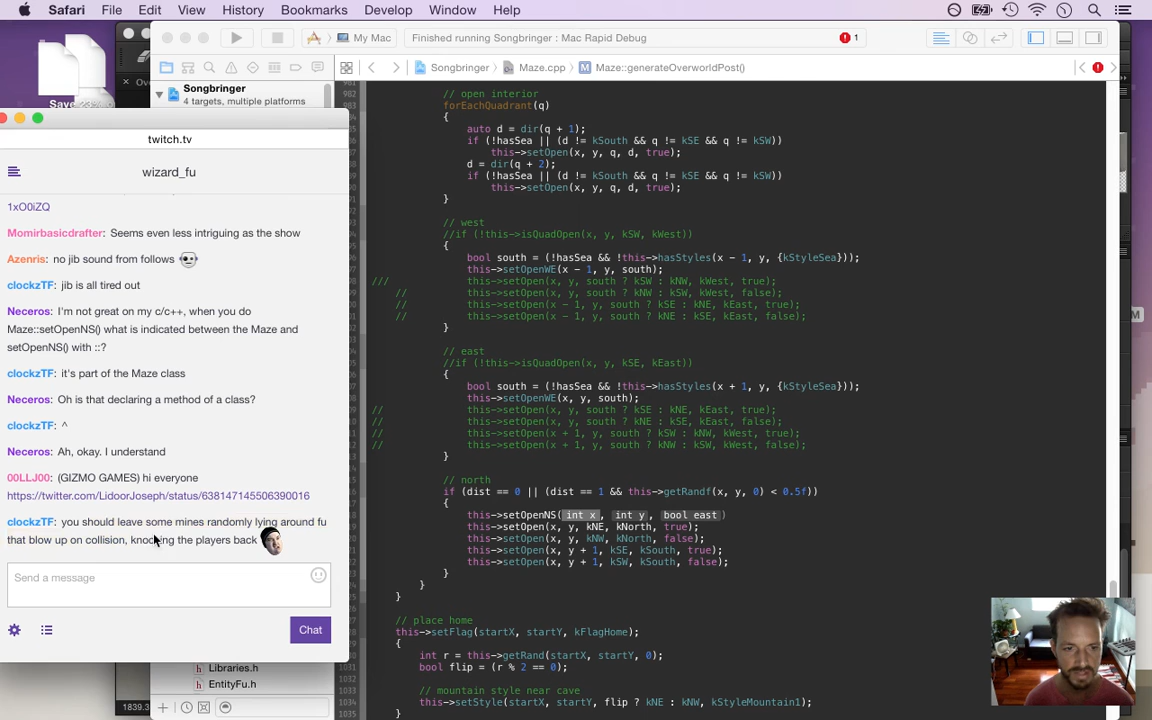 Safari File Edit View History Bookmarks Develop Window Help
My Mac
Finished running Songbringer : Mac Rapid Debug
1
Songbringer
Maze.cpp
Maze::generateOverworldPost()
Songbringer
4 targets, multiple platforms
twitch.tv
wizard_fu
1xO0iZQ
Momirbasicdrafter: Seems even less intriguing as the show
Azenris: no jib sound from follows
clockzTF: jib is all tired out
Neceros: I'm not great on my c/c++, when you do
Maze::setOpenNS() what is indicated between the Maze and
setOpenNS() with ::?
clockzTF: it's part of the Maze class
Neceros: Oh is that declaring a method of a class?
clockzTF: ^
Neceros: Ah, okay. I understand
00LLJ00: (GIZMO GAMES) hi everyone
https://twitter.com/LidoorJoseph/status/638147145506390016
clockzTF: you should leave some mines randomly lying around fu
that blow up on collision, knocking the players back
Send a message
Chat
Libraries.h
EntityFu.h
// open interior
forEachQuadrant(q)
{
auto d = dir(q + 1);
if (!hasSea || (d != kSouth && q != kSE && q != kSW))
this->setOpen(x, y, q, d, true);
d = dir(q + 2);
if (!hasSea || (d != kSouth && q != kSE && q != kSW))
this->setOpen(x, y, q, d, true);
}
// west
//if (!this->isQuadOpen(x, y, kSW, kWest))
{
bool south = (!hasSea && !this->hasStyles(x - 1, y, {kStyleSea}));
this->setOpenWE(x - 1, y, south);
/// this->setOpen(x, y, south ? kSW : kNW, kWest, true);
// this->setOpen(x, y, south ? kNW : kSW, kWest, false);
// this->setOpen(x - 1, y, south ? kSE : kNE, kEast, true);
// this->setOpen(x - 1, y, south ? kNE : kSE, kEast, false);
}
// east
//if (!this->isQuadOpen(x, y, kSE, kEast))
{
bool south = (!hasSea && !this->hasStyles(x + 1, y, {kStyleSea}));
this->setOpenWE(x, y, south);
// this->setOpen(x, y, south ? kSE : kNE, kEast, true);
// this->setOpen(x, y, south ? kNE : kSE, kEast, false);
// this->setOpen(x + 1, y, south ? kSW : kNW, kWest, true);
// this->setOpen(x + 1, y, south ? kNW : kSW, kWest, false);
}
// north
if (dist == 0 || (dist == 1 && this->getRandf(x, y, 0) < 0.5f))
{
this->setOpenNS(int x, int y, bool east)
this->setOpen(x, y, kNE, kNorth, true);
this->setOpen(x, y, kNW, kNorth, false);
this->setOpen(x, y + 1, kSE, kSouth, true);
this->setOpen(x, y + 1, kSW, kSouth, false);
}
}
}
// place home
this->setFlag(startX, startY, kFlagHome);
{
int r = this->getRand(startX, startY, 0);
bool flip = (r % 2 == 0);
// mountain style near cave
this->setStyle(startX, startY, flip ? kNE : kNW, kStyleMountain1);
}